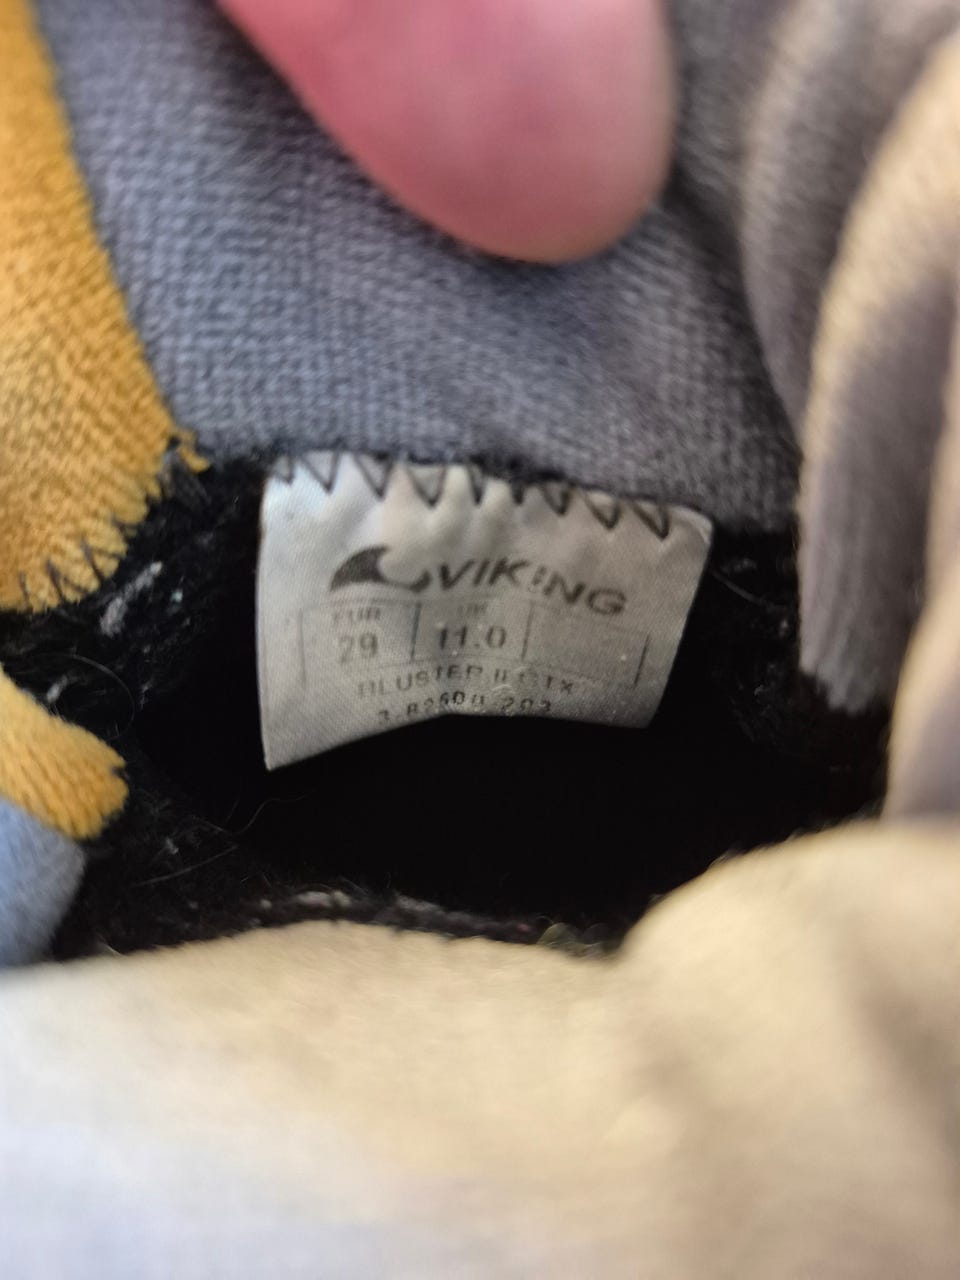 VIKING
EUR UK
29 11.0
BLUSTER II GTX